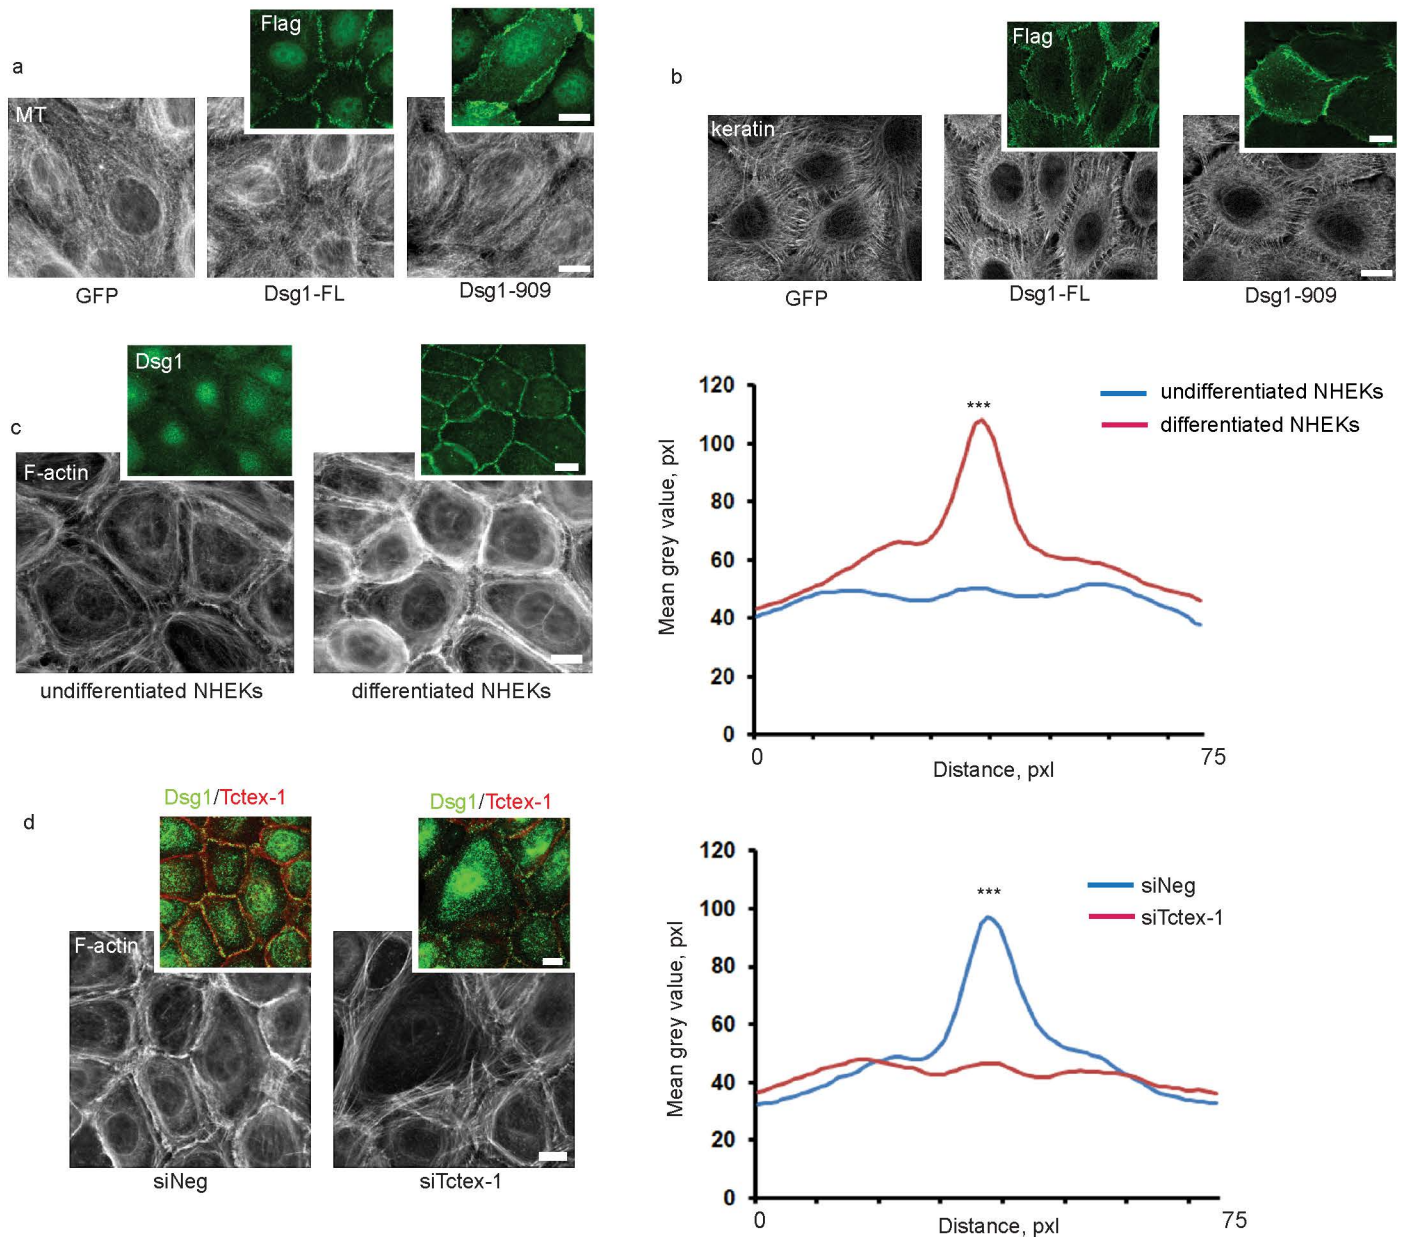 a
Flag
MT
GFP
Dsg1-FL
Dsg1-909
b
Flag
keratin
GFP
Dsg1-FL
Dsg1-909
c
Dsg1
F-actin
undifferentiated NHEKs
differentiated NHEKs
120
100
80
60
40
20
0
Mean grey value, pxl
***
undifferentiated NHEKs
differentiated NHEKs
0
75
Distance, pxl
d
Dsg1/Tctex-1
Dsg1/Tctex-1
F-actin
siNeg
siTctex-1
120
100
80
60
40
20
0
Mean grey value, pxl
***
siNeg
siTctex-1
0
75
Distance, pxl